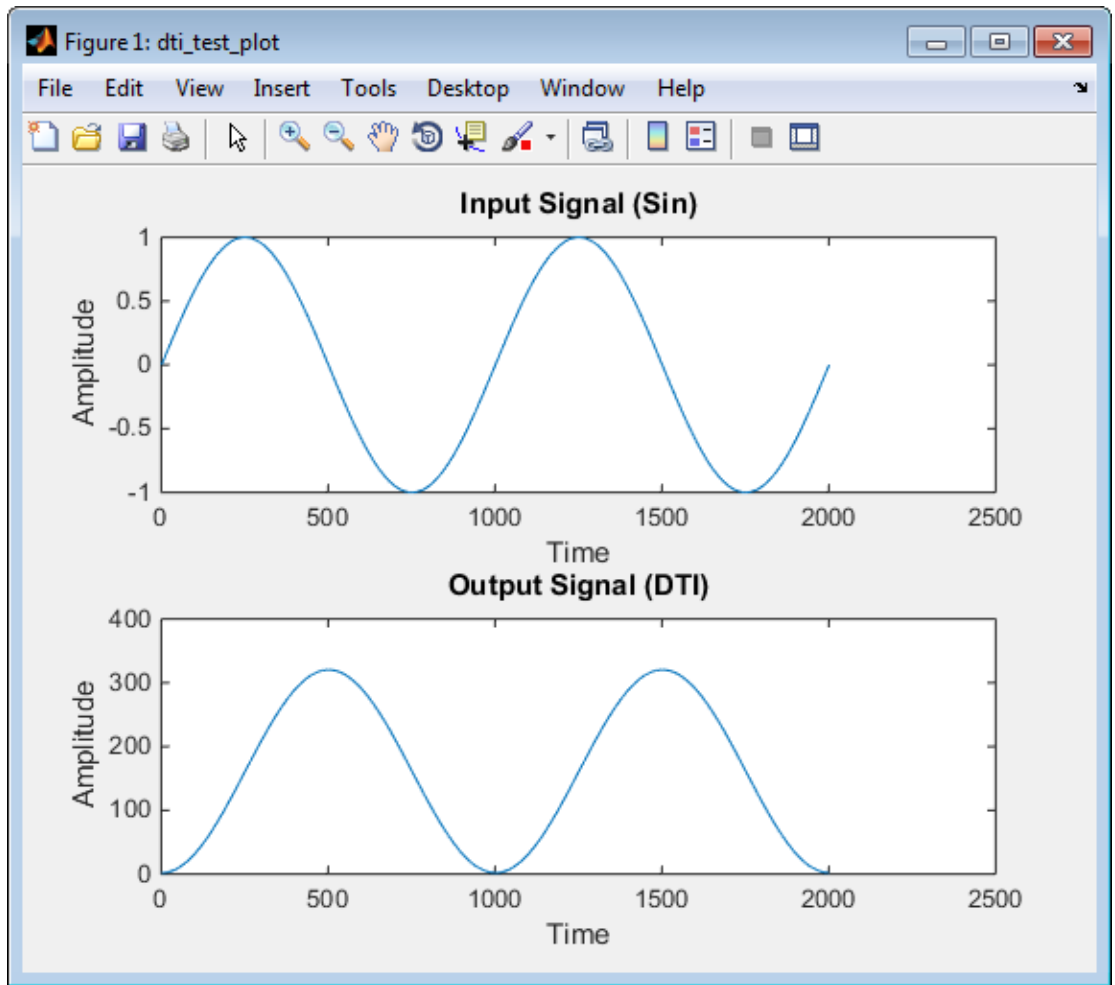 Figure 1: dti_test_plot
File Edit View Insert Tools Desktop Window Help
Input Signal (Sin)
1
0.5
0
-0.5
-1
Amplitude
0 500 1000 1500 2000 2500
Time
Output Signal (DTI)
400
300
200
100
0
Amplitude
0 500 1000 1500 2000 2500
Time